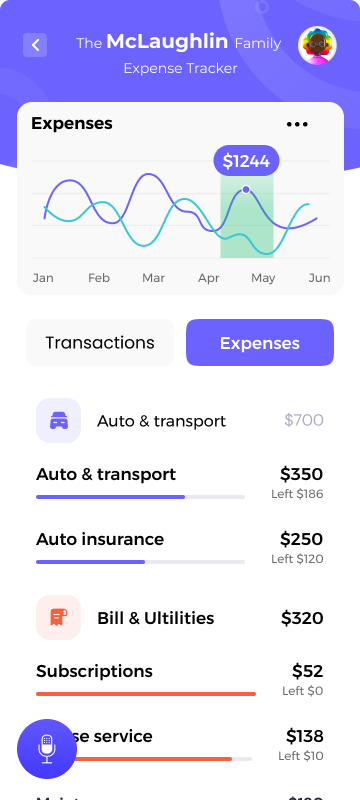 The McLaughlin Family
Expense Tracker
Expenses
$1244
Jan Feb Mar Apr May Jun
Transactions Expenses
Auto & transport $700
Auto & transport $350
Left $186
Auto insurance $250
Left $120
Bill & Ultilities $320
Subscriptions $52
Left $0
se service $138
Left $10